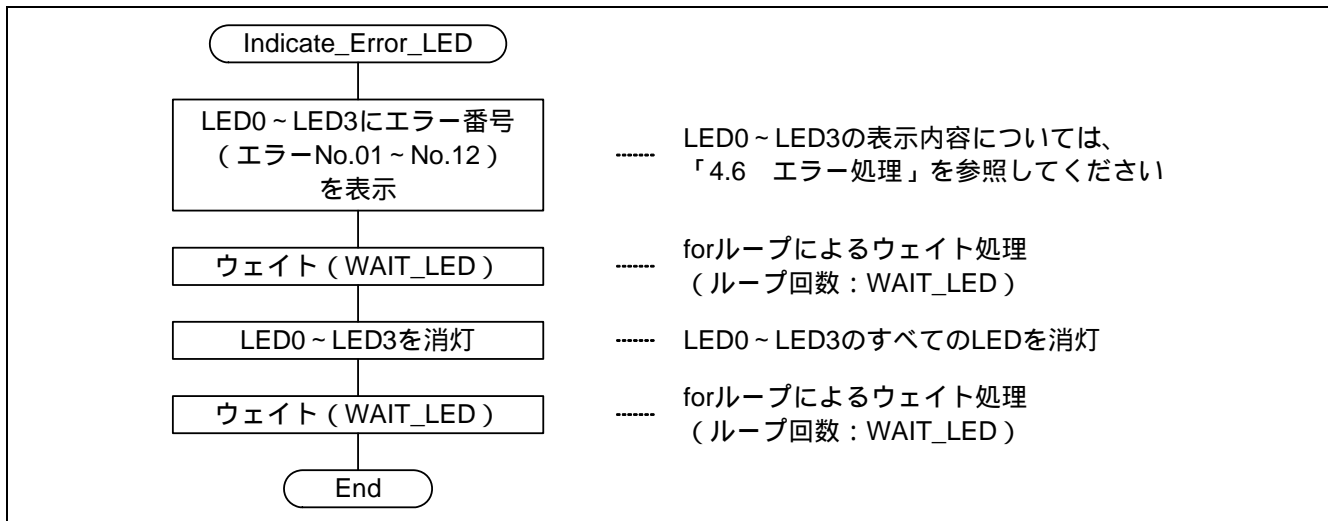 Indicate_Error_LED
LED0~LED3にエラー番号
（エラーNo.01~No.12）
を表示
LED0~LED3の表示内容については、
「4.6　エラー処理」を参照してください
ウェイト（WAIT_LED）
forループによるウェイト処理
（ループ回数：WAIT_LED）
LED0~LED3を消灯
LED0~LED3のすべてのLEDを消灯
ウェイト（WAIT_LED）
forループによるウェイト処理
（ループ回数：WAIT_LED）
End